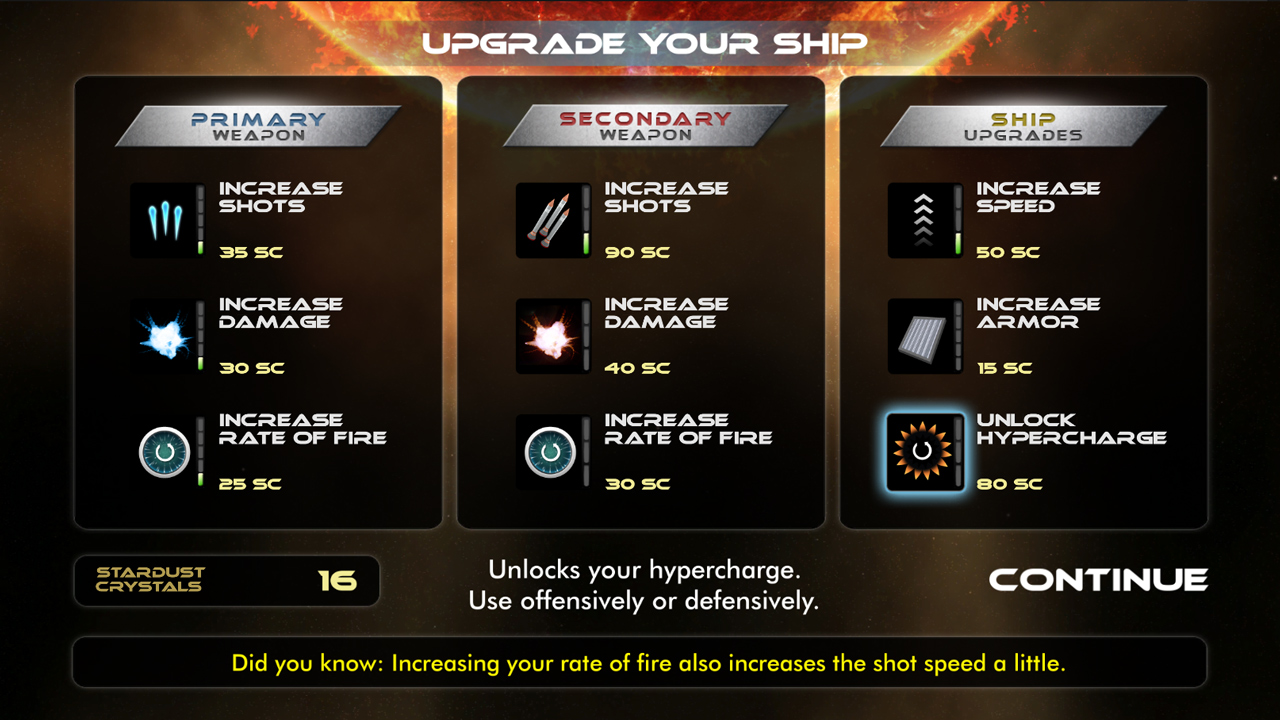 UPGRADE YOUR SHIP
PRIMARY
WEAPON
INCREASE
SHOTS
35 SC
INCREASE
DAMAGE
30 SC
INCREASE
RATE OF FIRE
25 SC
SECONDARY
WEAPON
INCREASE
SHOTS
90 SC
INCREASE
DAMAGE
40 SC
INCREASE
RATE OF FIRE
30 SC
SHIP
UPGRADES
INCREASE
SPEED
50 SC
INCREASE
ARMOR
15 SC
UNLOCK
HYPERCHARGE
80 SC
STARDUST
CRYSTALS
16
Unlocks your hypercharge.
Use offensively or defensively.
CONTINUE
Did you know: Increasing your rate of fire also increases the shot speed a little.